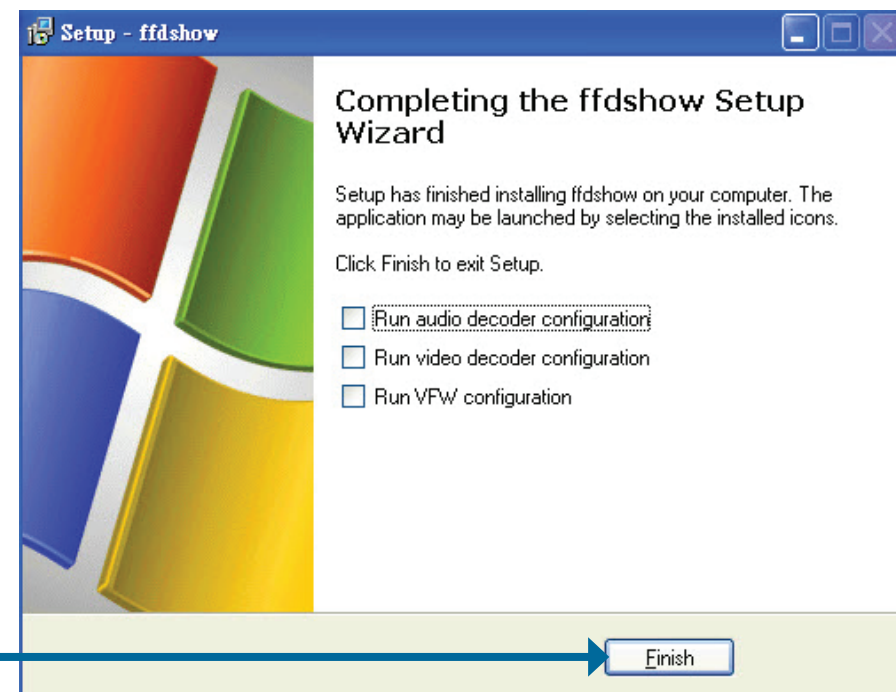 Setup - ffdshow
Completing the ffdshow Setup
Wizard
Setup has finished installing ffdshow on your computer. The
application may be launched by selecting the installed icons.
Click Finish to exit Setup.
Run audio decoder configuration
Run video decoder configuration
Run VFW configuration
Finish